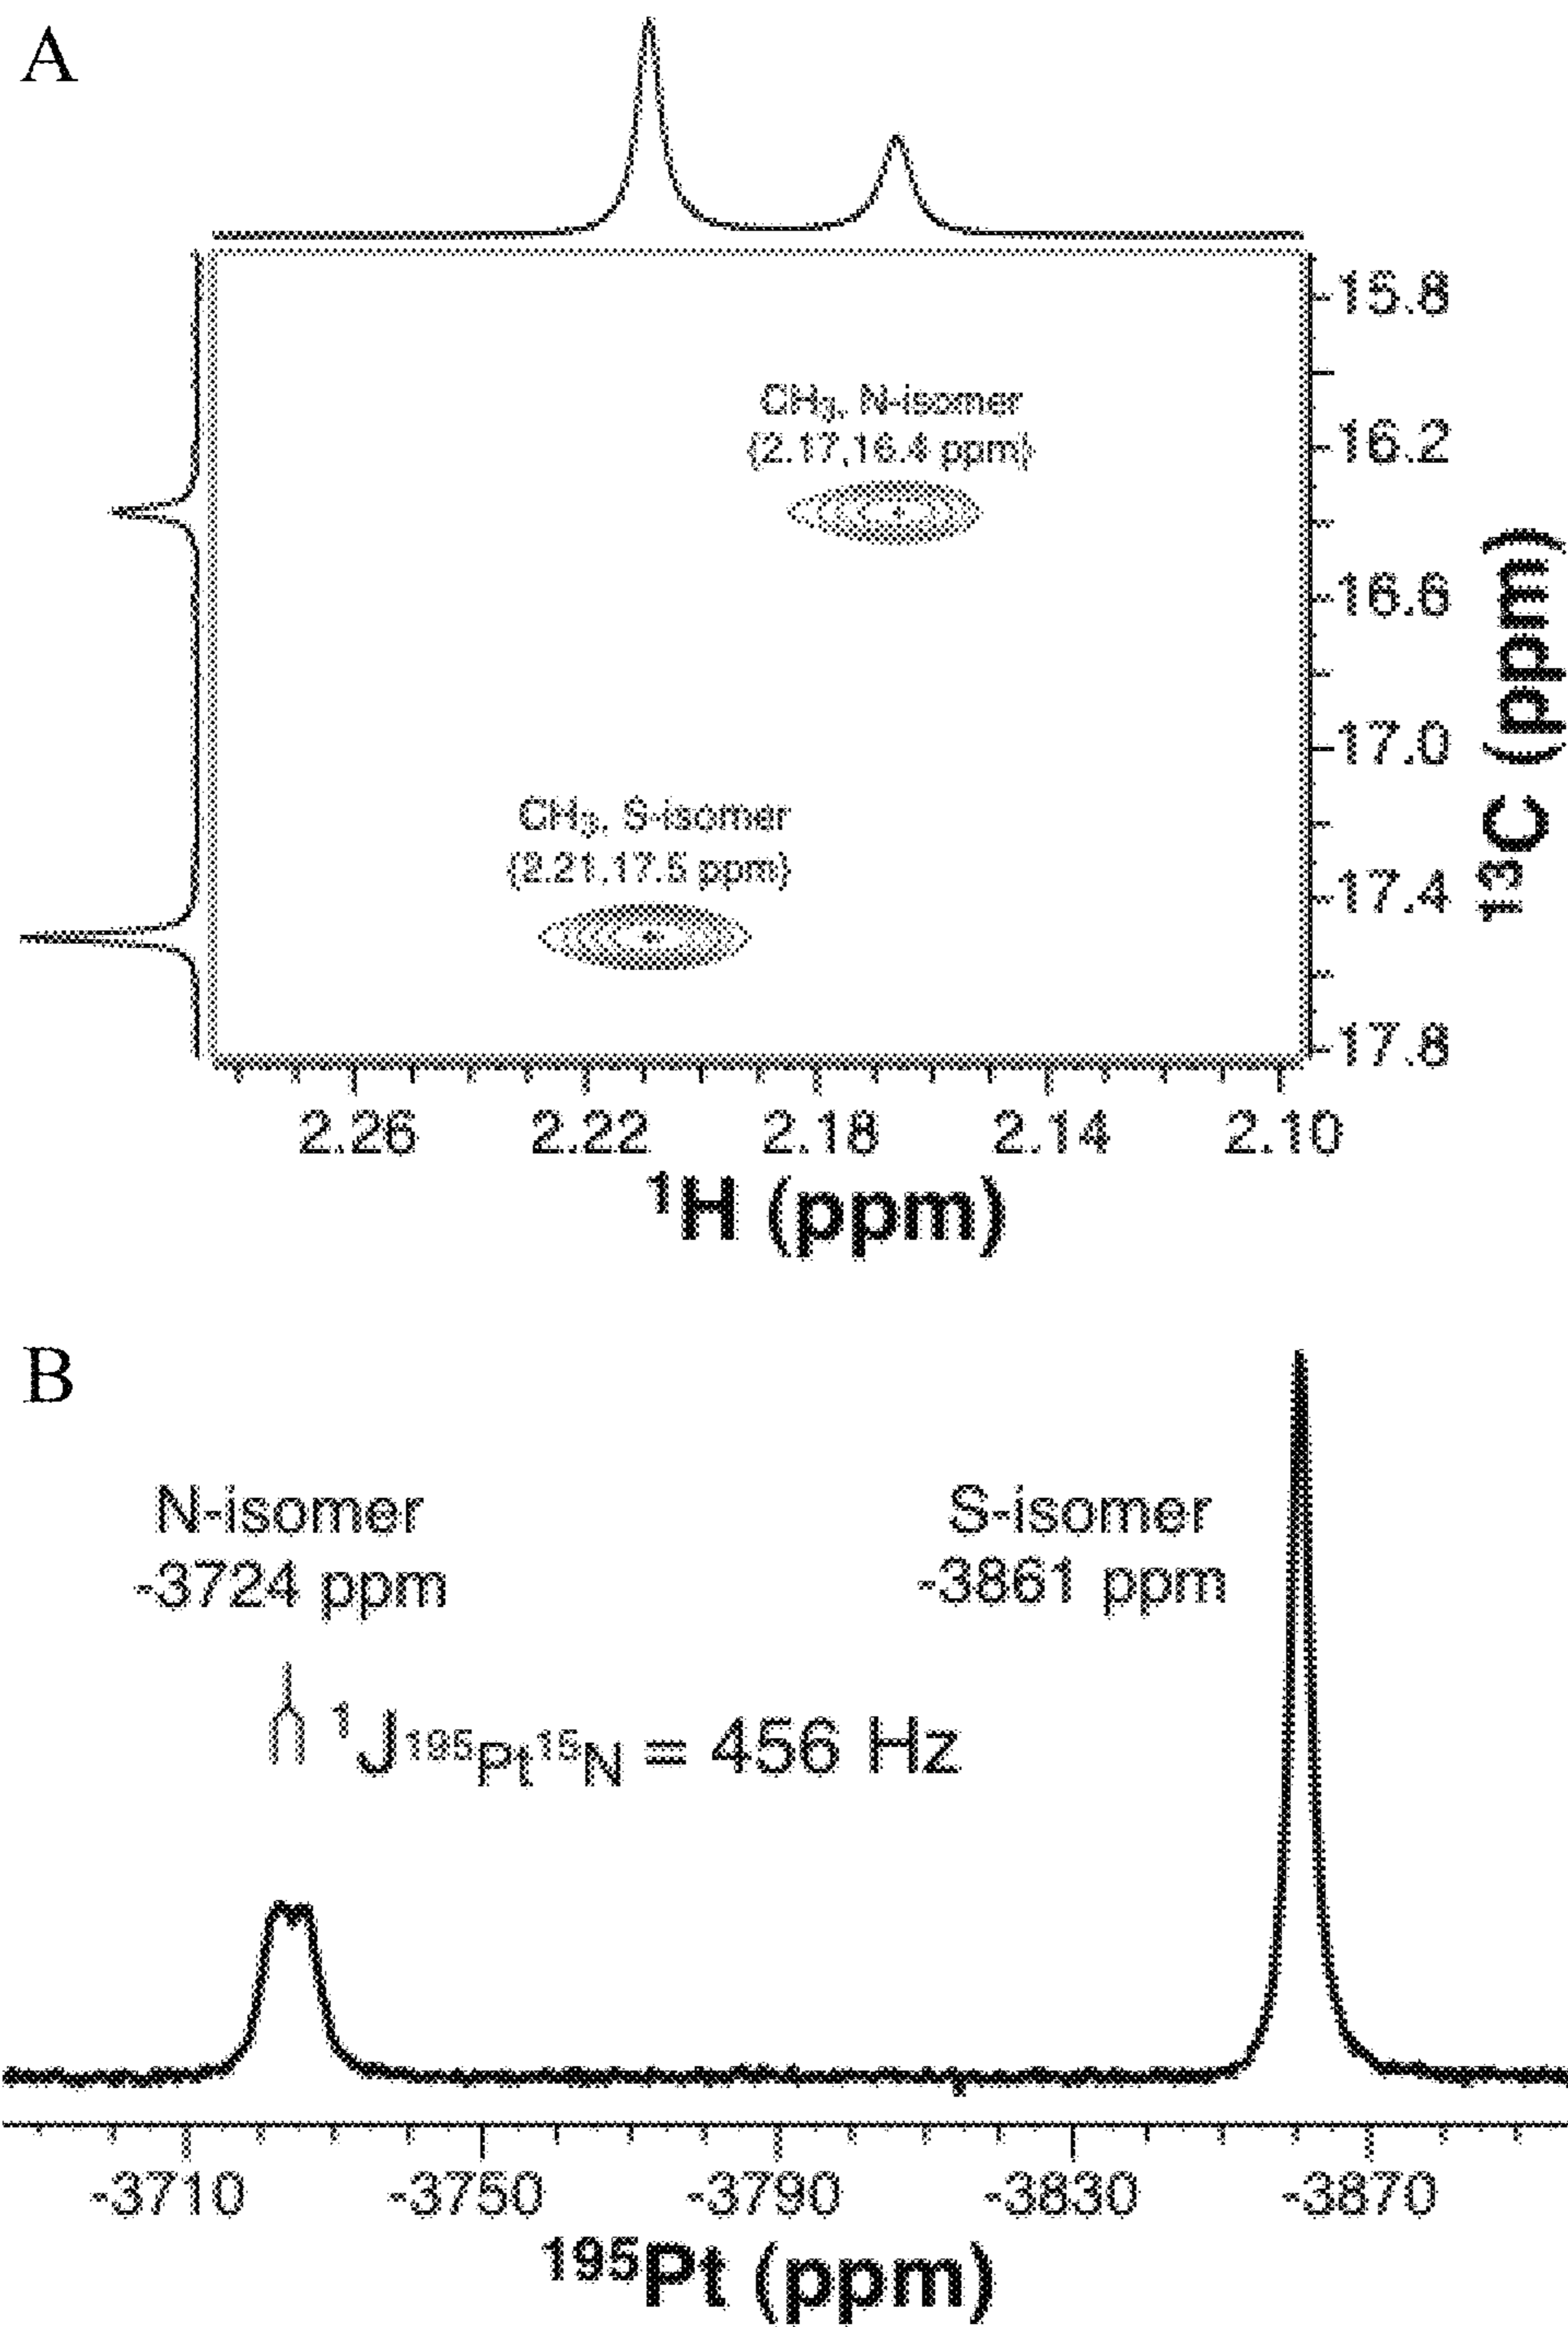 A
-15.8
CH₃, N-isomer
(2.17,16.4 ppm)
-16.2
-16.6
-17.0
CH₃, S-isomer
(2.21,17.5 ppm)
-17.4
-17.8
¹³C (ppm)
2.26 2.22 2.18 2.14 2.10
¹H (ppm)
B
N-isomer
-3724 ppm
S-isomer
-3861 ppm
¹J¹⁹⁵Pt¹⁵N = 456 Hz
-3710 -3750 -3790 -3830 -3870
¹⁹⁵Pt (ppm)